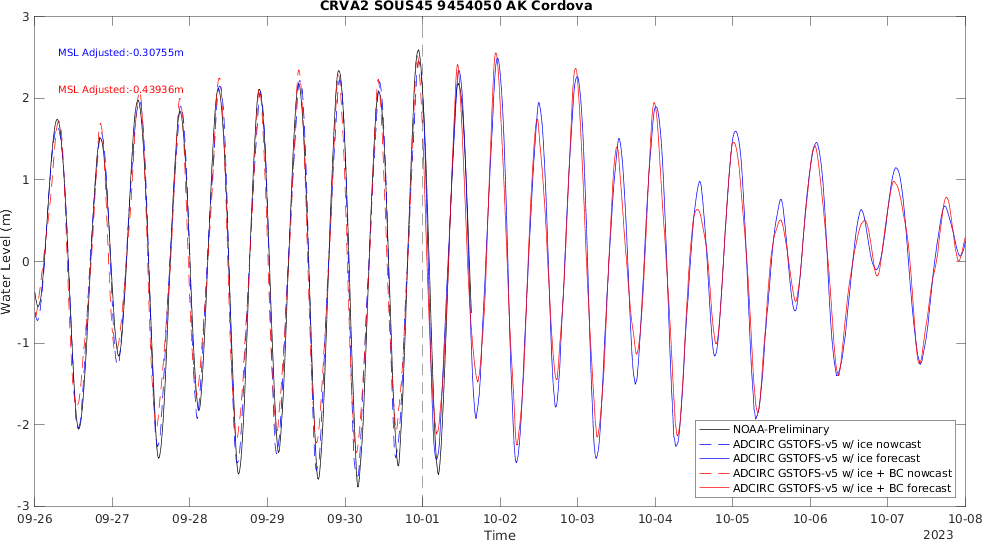 CRVA2 SOUS45 9454050 AK Cordova
MSL Adjusted:-0.30755m
MSL Adjusted:-0.43936m
Water Level (m)
3
2
1
0
-1
-2
-3
NOAA-Preliminary
ADCIRC GSTOFS-v5 w/ ice nowcast
ADCIRC GSTOFS-v5 w/ ice forecast
ADCIRC GSTOFS-v5 w/ ice + BC nowcast
ADCIRC GSTOFS-v5 w/ ice + BC forecast
09-26 09-27 09-28 09-29 09-30 10-01 10-02 10-03 10-04 10-05 10-06 10-07 10-08
Time
2023